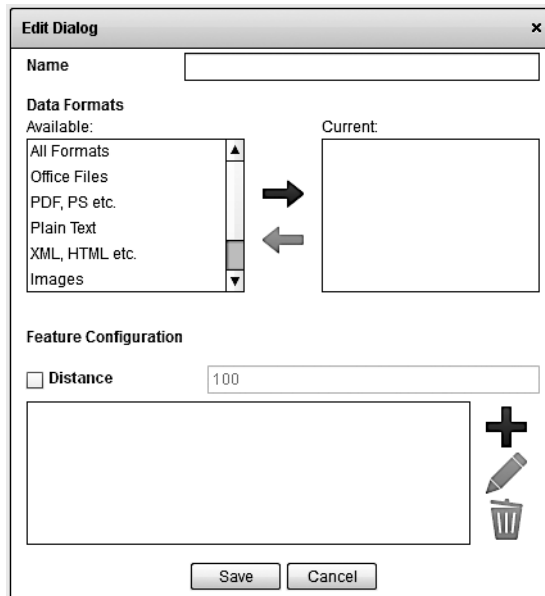 Edit Dialog ×
Name
Data Formats
Available: Current:
All Formats
Office Files
PDF, PS etc.
Plain Text
XML, HTML etc.
Images
Feature Configuration
Distance 100
Save Cancel